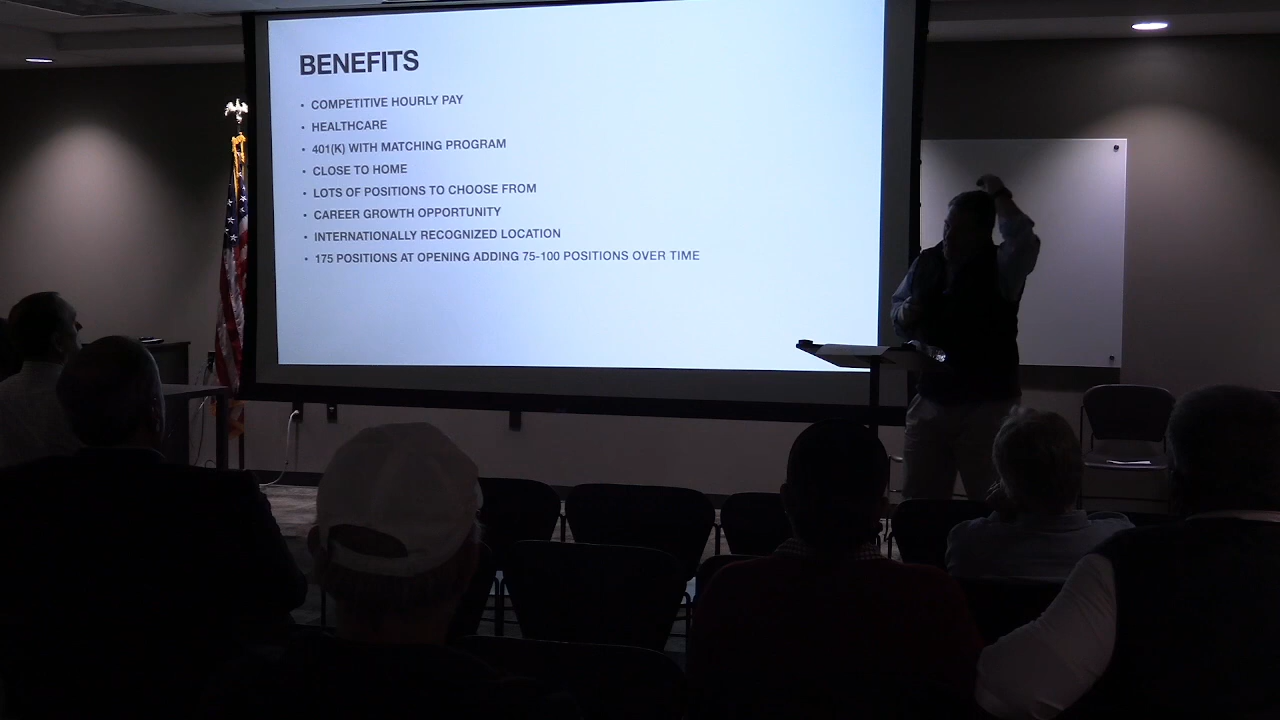 BENEFITS
• COMPETITIVE HOURLY PAY
• HEALTHCARE
• 401(K) WITH MATCHING PROGRAM
• CLOSE TO HOME
• LOTS OF POSITIONS TO CHOOSE FROM
• CAREER GROWTH OPPORTUNITY
• INTERNATIONALLY RECOGNIZED LOCATION
• 175 POSITIONS AT OPENING ADDING 75-100 POSITIONS OVER TIME